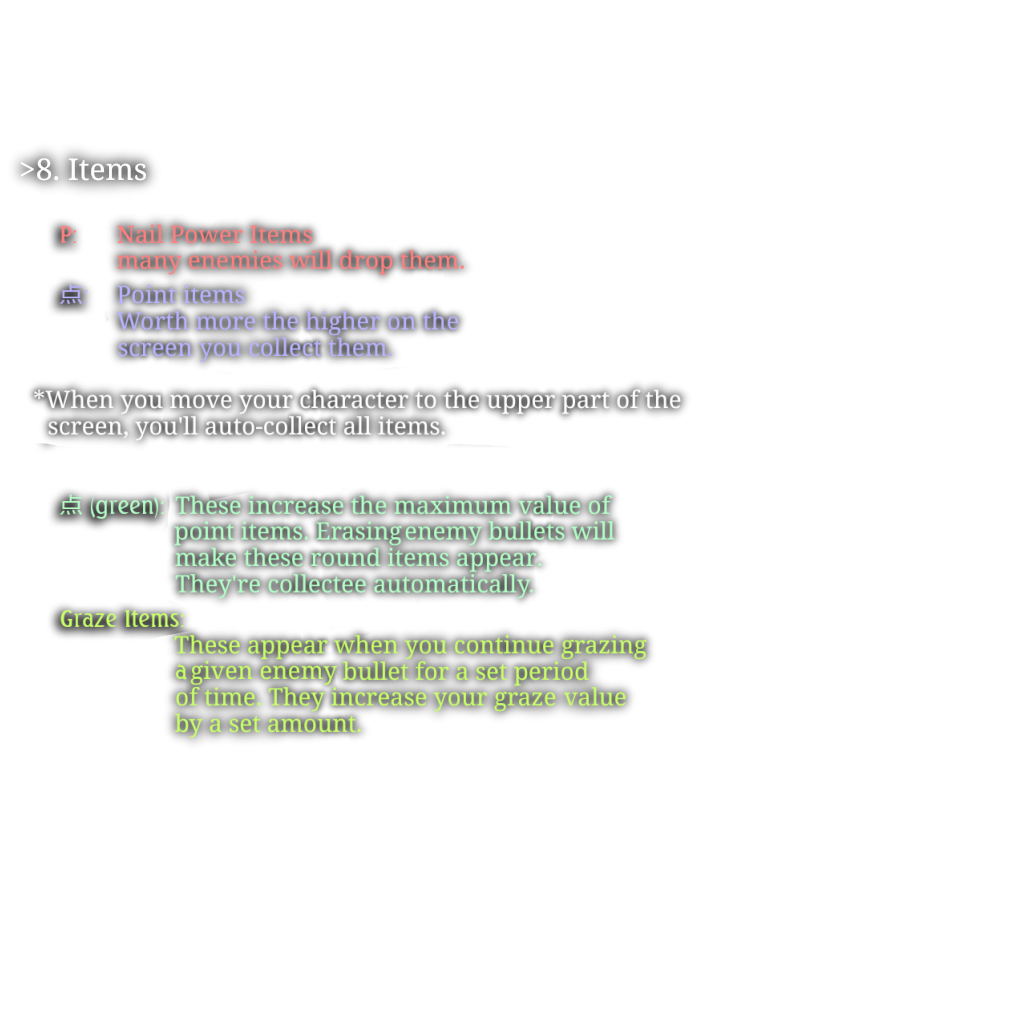 >8. Items
P: Nail Power Items
many enemies will drop them.
点: Point items
Worth more the higher on the
screen you collect them.
*When you move your character to the upper part of the
screen, you'll auto-collect all items.
点 (green): These increase the maximum value of
point items. Erasing enemy bullets will
make these round items appear.
They're collectee automatically.
Graze Items:
These appear when you continue grazing
a given enemy bullet for a set period
of time. They increase your graze value
by a set amount.